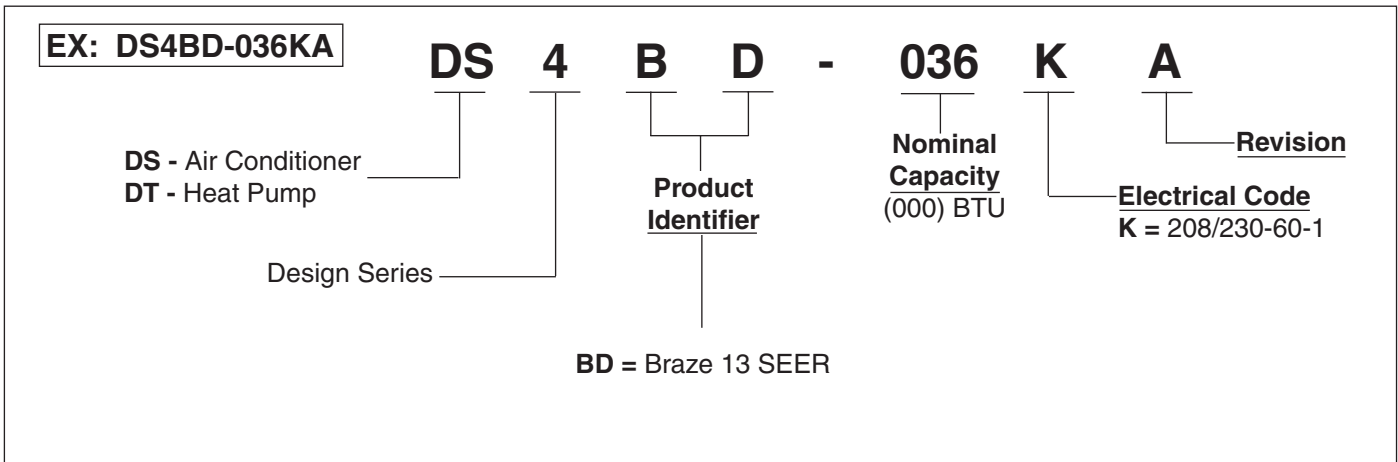 EX: DS4BD-036KA
DS 4 B D - 036 K A
DS - Air Conditioner
DT - Heat Pump
Design Series
Product
Identifier
BD = Braze 13 SEER
Nominal
Capacity
(000) BTU
Revision
Electrical Code
K = 208/230-60-1